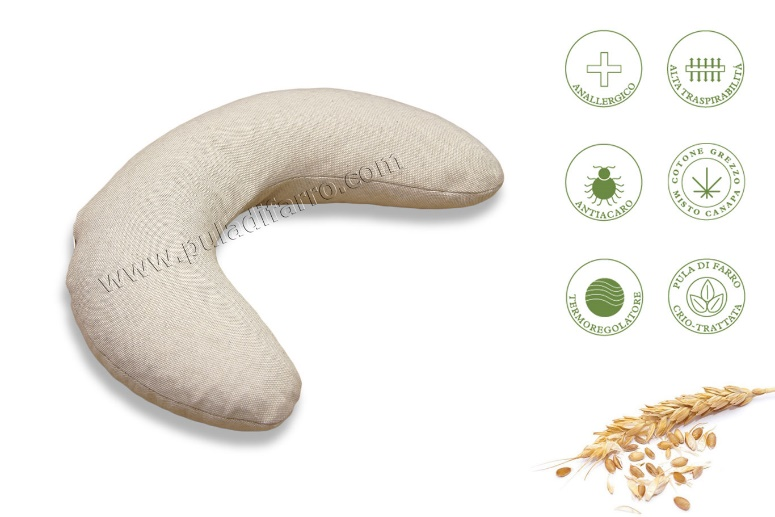 www.puladifarro.com
ANALLERGICO
ALTA TRASPIRABILITÀ
ANTIACARO
COTONE GREZZO
MISTO CANAPA
TERMOREGOLATORE
PULA DI FARRO
CRIO-TRATTATA